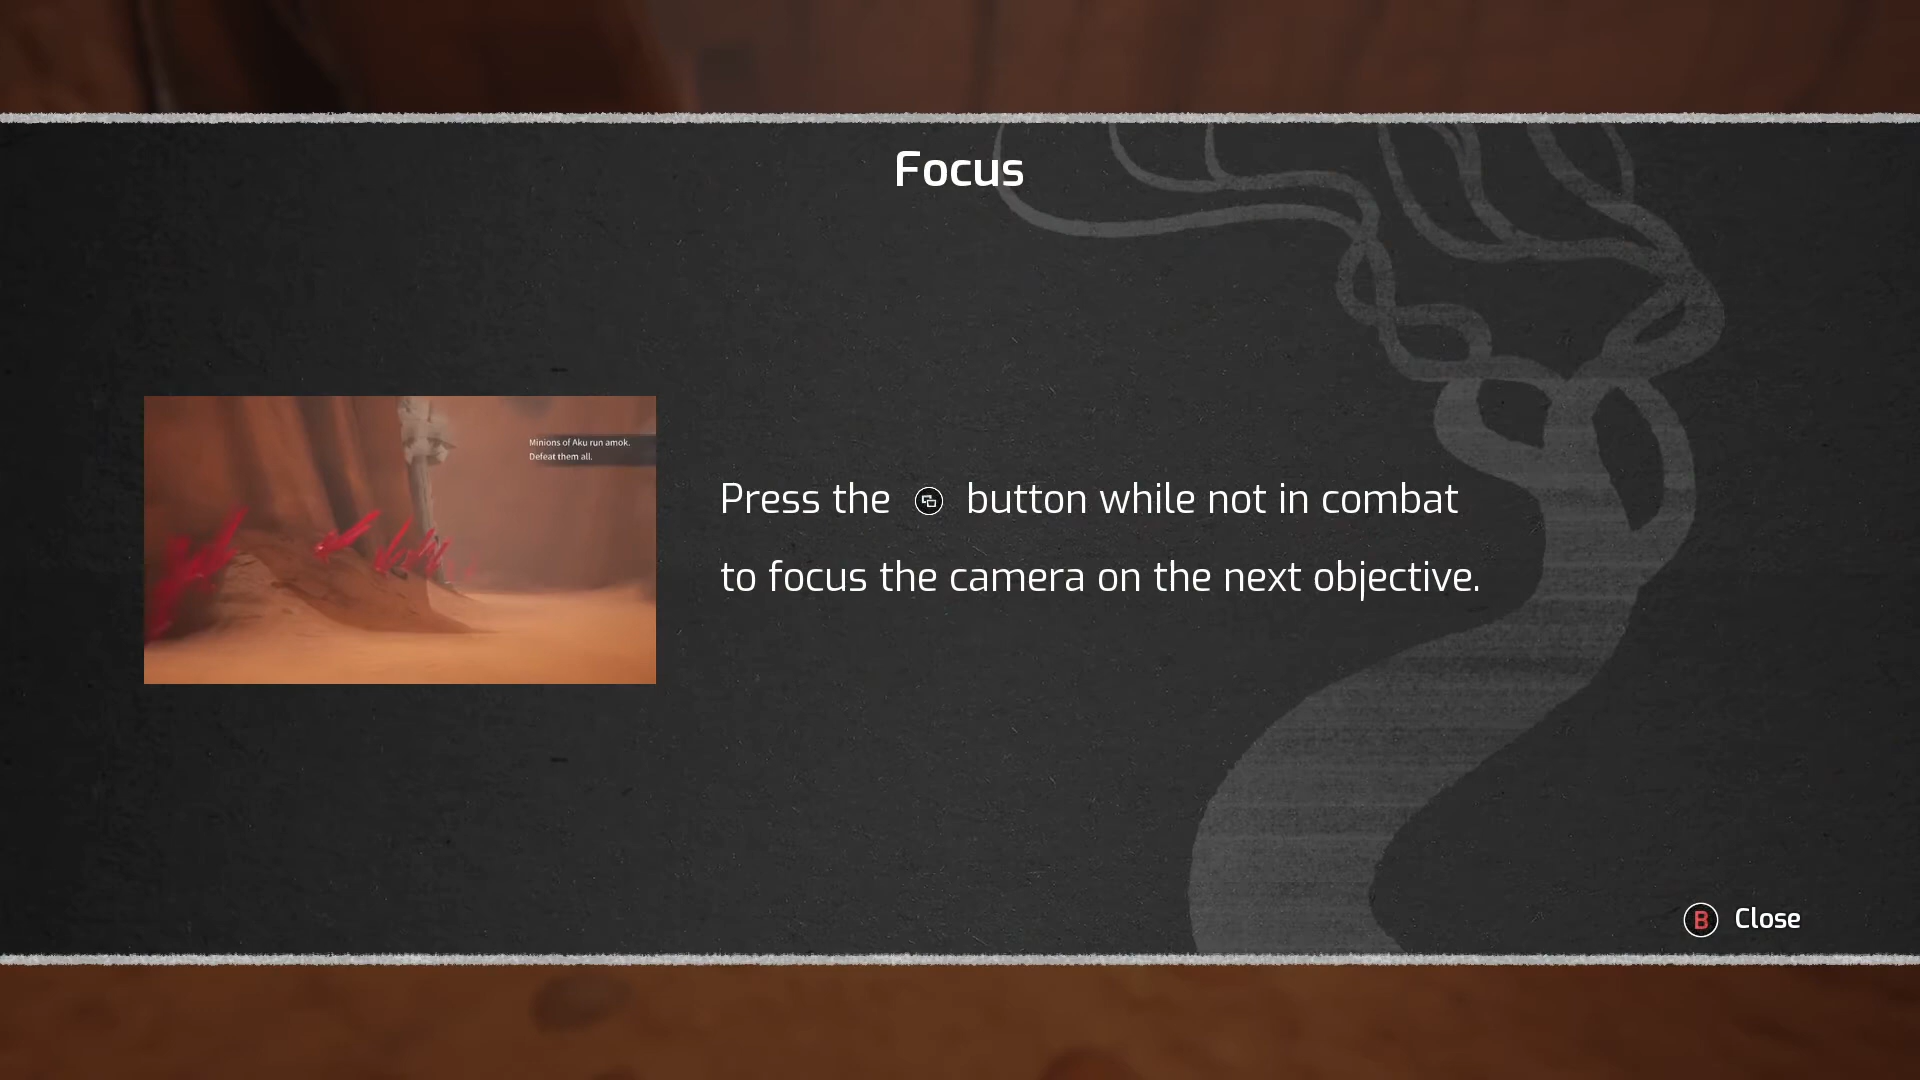 Focus
Minions of Aku run amok.
Defeat them all.
Press the button while not in combat
to focus the camera on the next objective.
B Close